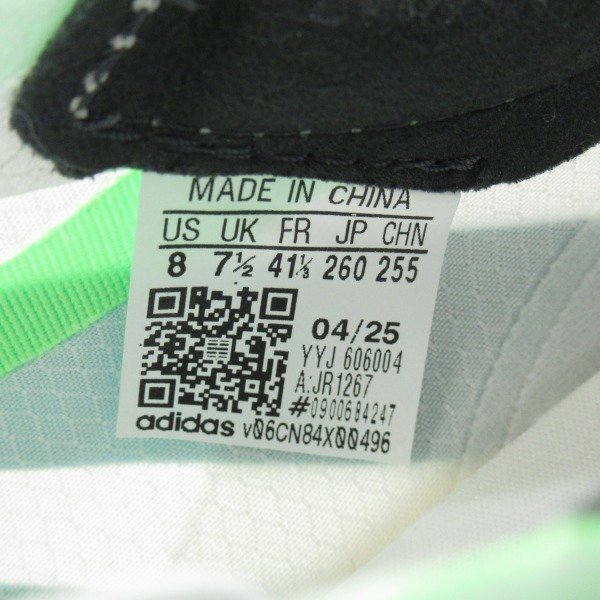 MADE IN CHINA
US UK FR JP CHN
8 7½ 41⅓ 260 255
04/25
YYJ 606004
A:JR1267
#0900684247
adidas v06CN84X00496